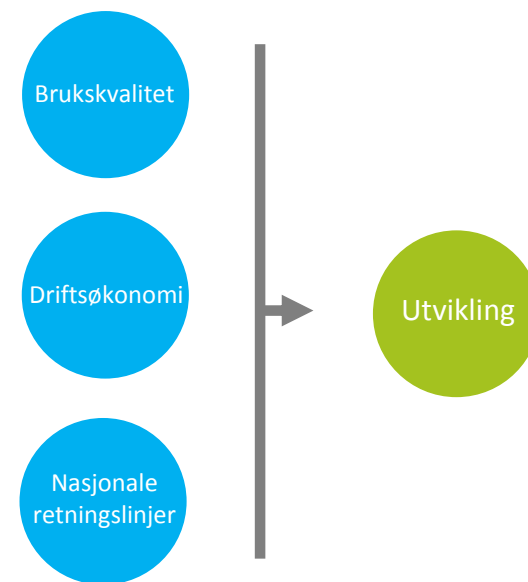 Brukskvalitet
Driftsøkonomi
Utvikling
Nasjonale
retningslinjer